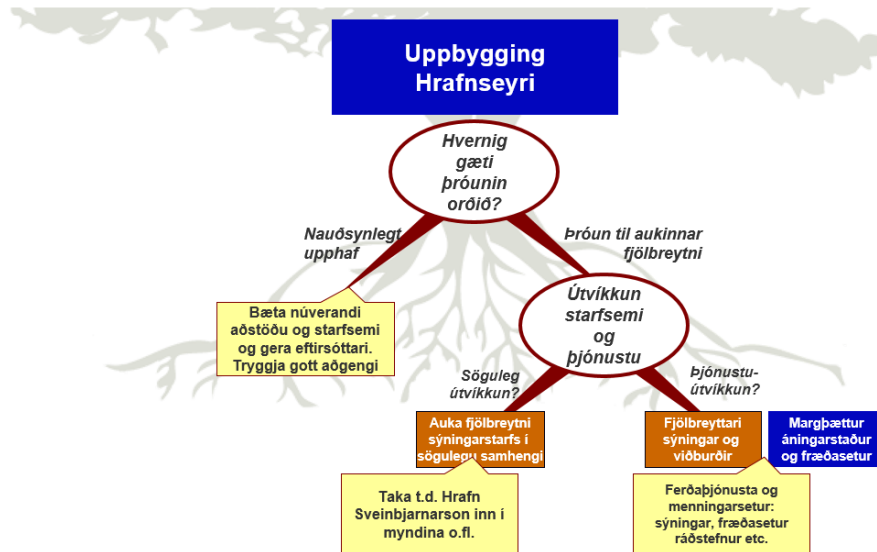 Uppbygging
Hrafnseyri
Hvernig
gæti
þróunin
orðið?
Nauðsynlegt
upphaf
Þróun til aukinnar
fjölbreytni
Bæta núverandi
aðstöðu og starfsemi
og gera eftirsóttari.
Tryggja gott aðgengi
Útvíkkun
starfsemi
og
þjónustu
Söguleg
útvíkkun?
Þjónustu-
útvíkkun?
Auka fjölbreytni
sýningarstarfs í
sögulegu samhengi
Fjölbreyttari
sýningar og
viðburðir
Margþættur
áningarstaður
og fræðasetur
Taka t.d. Hrafn
Sveinbjarnarson inn í
myndina o.fl.
Ferðaþjónusta og
menningarsetur:
sýningar, fræðasetur
ráðstefnur etc.